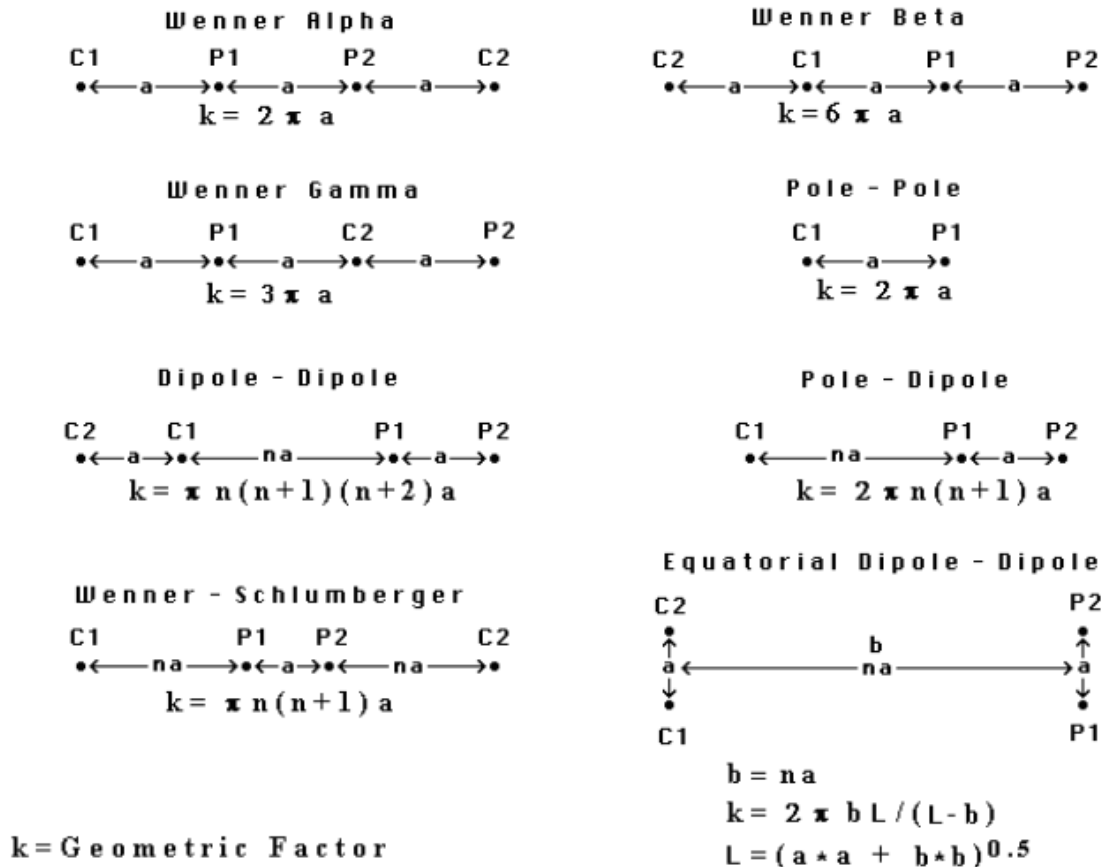 Wenner Alpha
C1 P1 P2 C2
a a a
k = 2 π a
Wenner Beta
C2 C1 P1 P2
a a a
k = 6 π a
Wenner Gamma
C1 P1 C2 P2
a a a
k = 3 π a
Pole - Pole
C1 P1
a
k = 2 π a
Dipole - Dipole
C2 C1 P1 P2
a na a
k = π n(n+1)(n+2)a
Pole - Dipole
C1 P1 P2
na a
k = 2 π n(n+1)a
Wenner - Schlumberger
C1 P1 P2 C2
na a na
k = π n(n+1)a
Equatorial Dipole - Dipole
C2 P2
b
a na a
C1 P1
b = na
k = 2 π b L/(L-b)
L = (a*a + b*b)^0.5
k = Geometric Factor